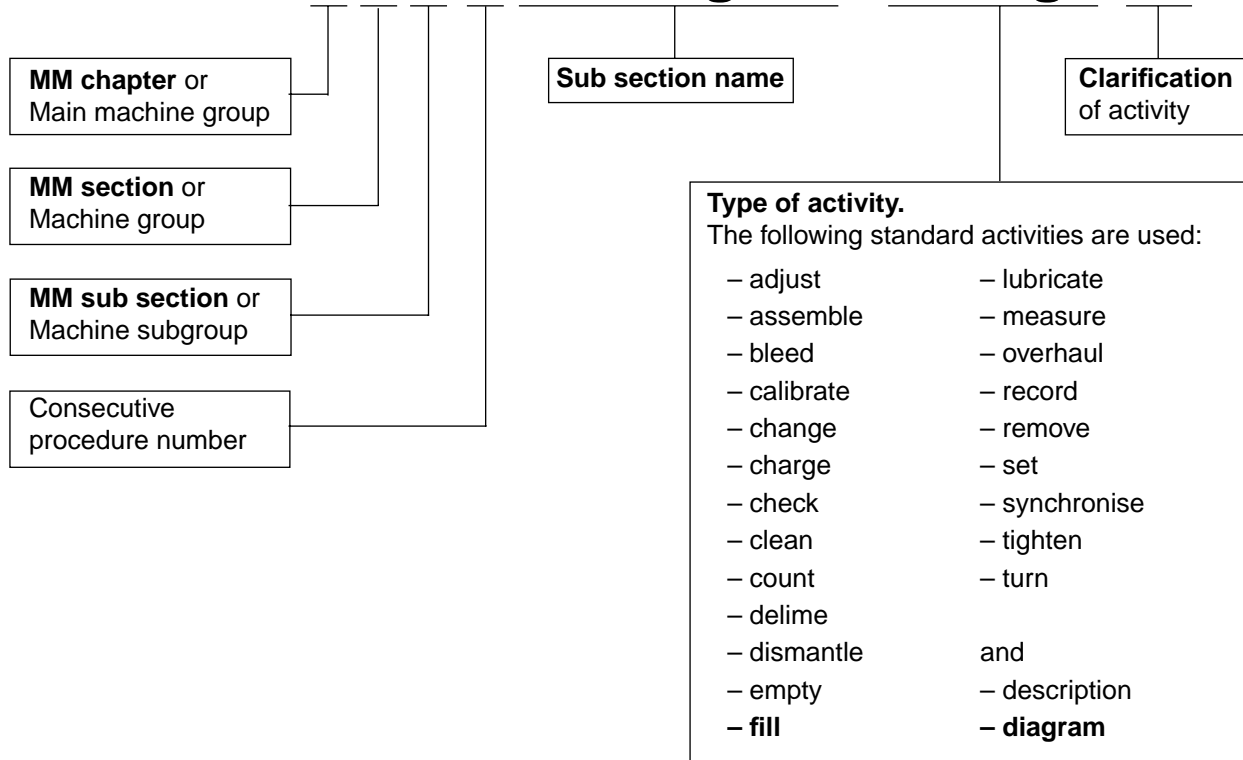 MM chapter or
Main machine group
Sub section name
Clarification
of activity
MM section or
Machine group
MM sub section or
Machine subgroup
Consecutive
procedure number
Type of activity.
The following standard activities are used:
– adjust
– assemble
– bleed
– calibrate
– change
– charge
– check
– clean
– count
– delime
– dismantle
– empty
– fill
– lubricate
– measure
– overhaul
– record
– remove
– set
– synchronise
– tighten
– turn
and
– description
– diagram